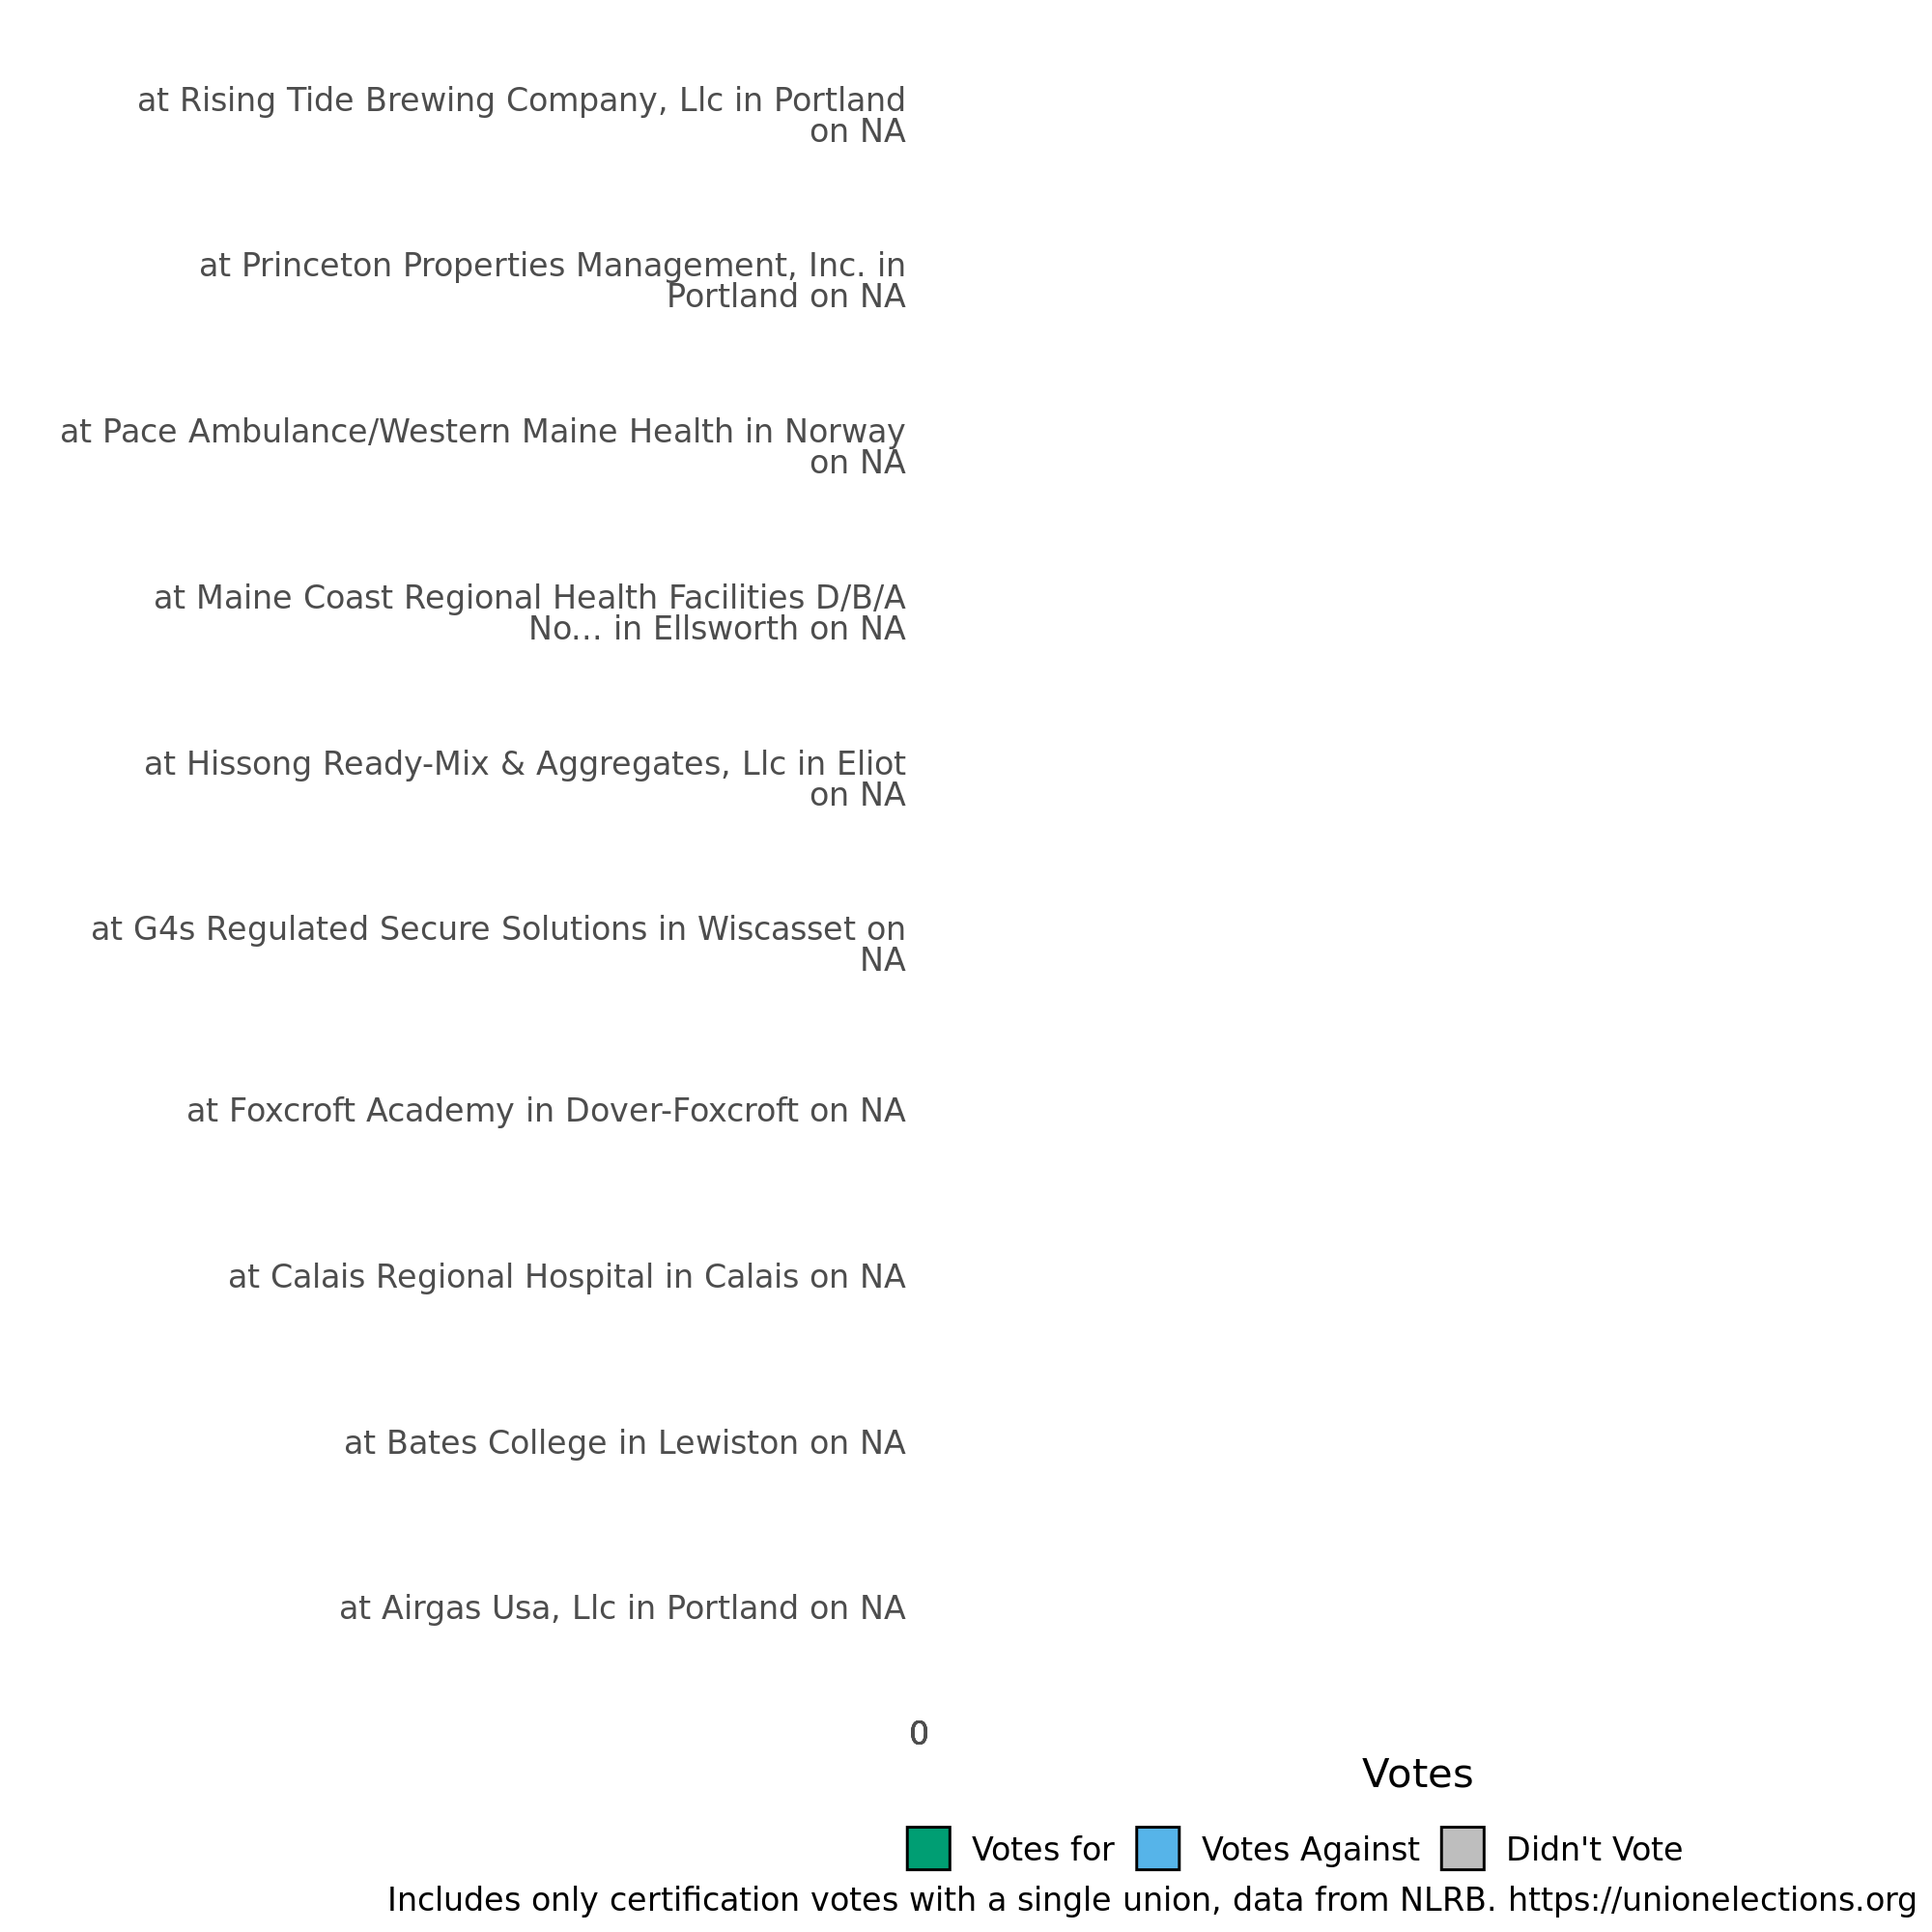 at Rising Tide Brewing Company, Llc in Portland
on NA
at Princeton Properties Management, Inc. in
Portland on NA
at Pace Ambulance/Western Maine Health in Norway
on NA
at Maine Coast Regional Health Facilities D/B/A
No... in Ellsworth on NA
at Hissong Ready-Mix & Aggregates, Llc in Eliot
on NA
at G4s Regulated Secure Solutions in Wiscasset on
NA
at Foxcroft Academy in Dover-Foxcroft on NA
at Calais Regional Hospital in Calais on NA
at Bates College in Lewiston on NA
at Airgas Usa, Llc in Portland on NA
0
Votes
Votes for Votes Against Didn't Vote
Includes only certification votes with a single union, data from NLRB. https://unionelections.org